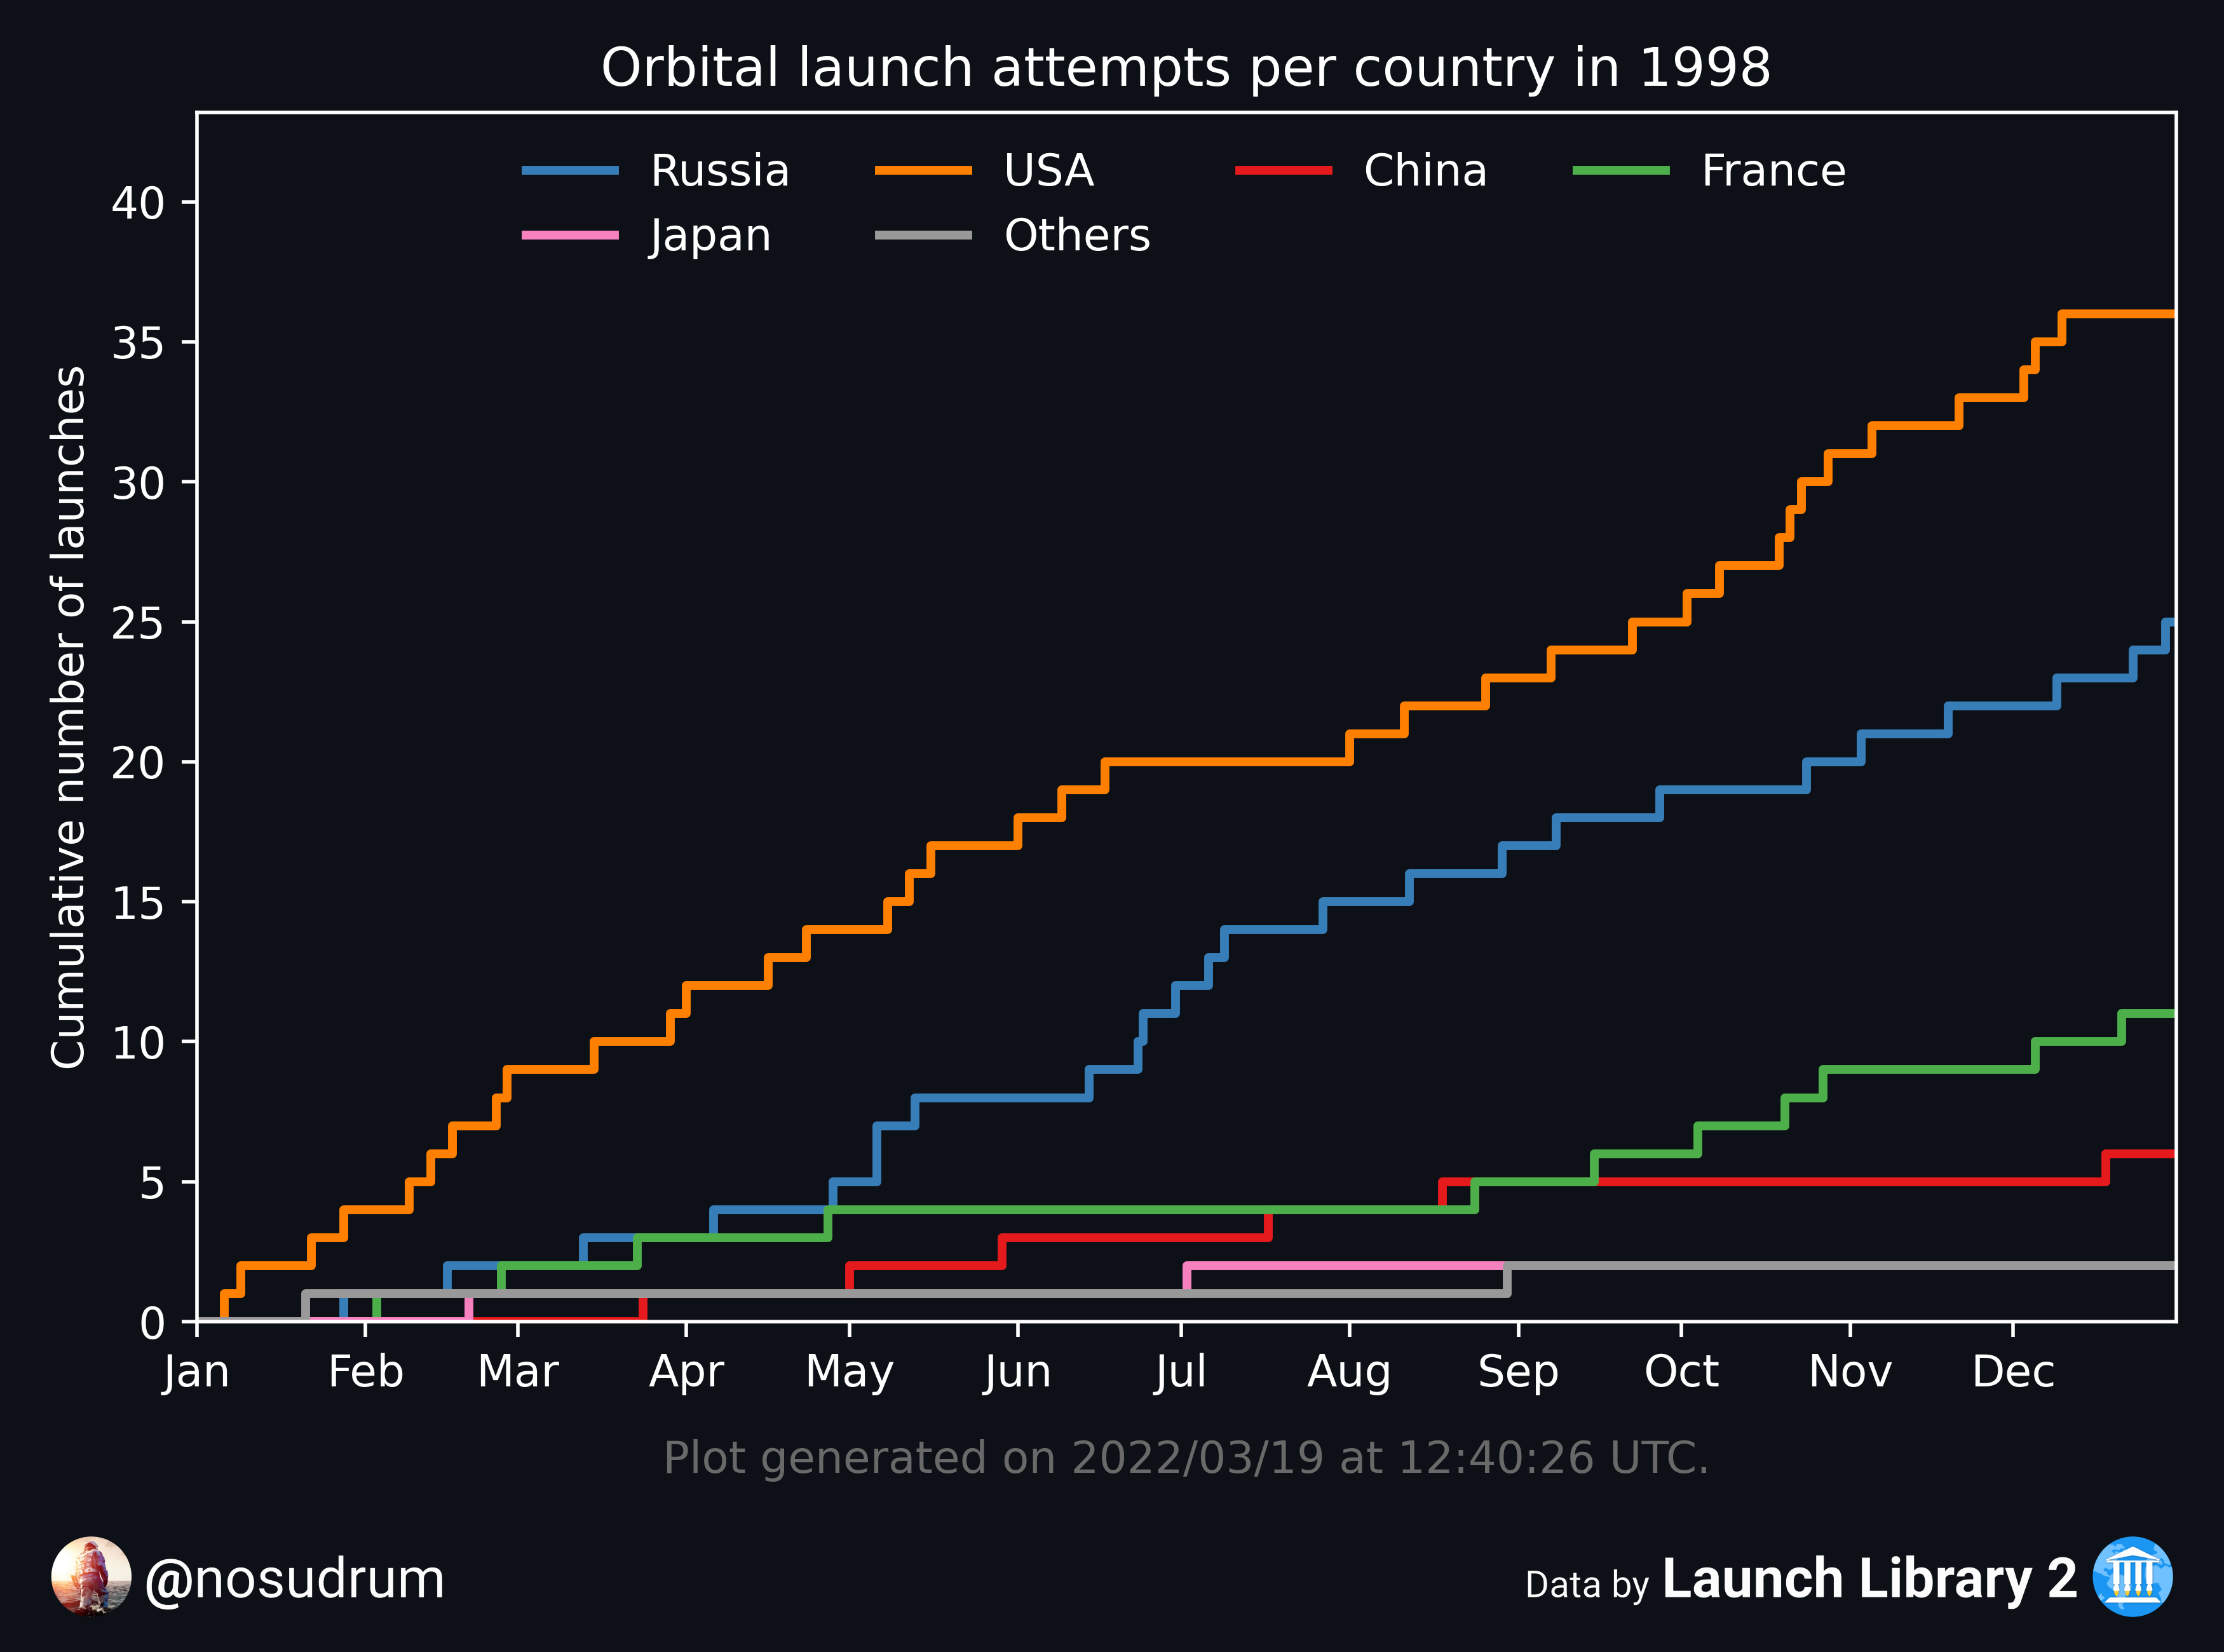 Orbital launch attempts per country in 1998
Russia USA China France
Japan Others
Cumulative number of launches
40
35
30
25
20
15
10
5
0
Jan Feb Mar Apr May Jun Jul Aug Sep Oct Nov Dec
Plot generated on 2022/03/19 at 12:40:26 UTC.
@nosudrum
Data by Launch Library 2